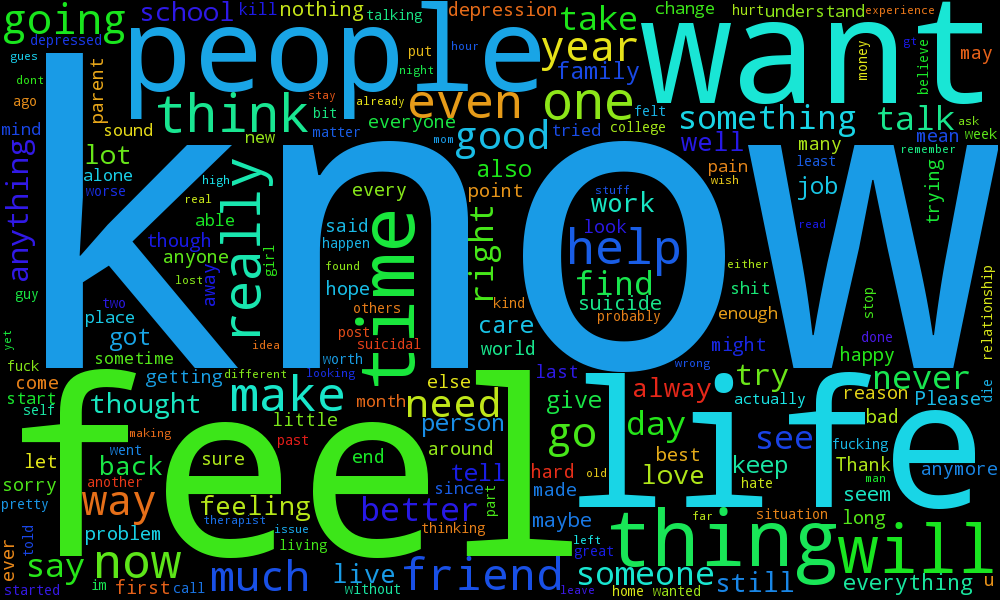 going
school
kill
nothing
talking
depression
take
change
hurt
understand
experience
depressed
people
put
hour
year
want
girl
gues
dont
parent
night
family
money
believe
may
ago
think
stay
already
even
one
felt
something
talk
ask
mind
sound
bit
matter
everyone
good
tried
college
well
mean
week
new
mom
many
remember
anything
lot
alone
worse
know
really
high
real
every
also
point
pain
wish
least
job
trying
able
said
time
right
stuff
work
look
read
though
anyone
happen
help
girl
away
lost
found
hope
find
either
guy
two
others
kind
suicide
shit
stop
relationship
place
post
care
probably
enough
yet
got
idea
suicidal
world
might
done
sometime
worth
wrong
happy
fuck
come
getting
different
looking
else
last
alway
try
never
start
thought
make
month
need
give
actually
reason
Please
die
self
feel
little
person
go
life
day
bad
making
past
around
see
fucking
let
went
sure
end
best
back
tell
hard
old
love
keep
Thank
anymore
sorry
another
since
made
hate
man
seem
pretty
way
feeling
better
part
therapist
issue
thinking
maybe
thing
far
situation
long
told
problem
living
left
will
ever
say
now
much
live
friend
great
someone
still
everything
u
started
im
first
call
without
leave
home
wanted